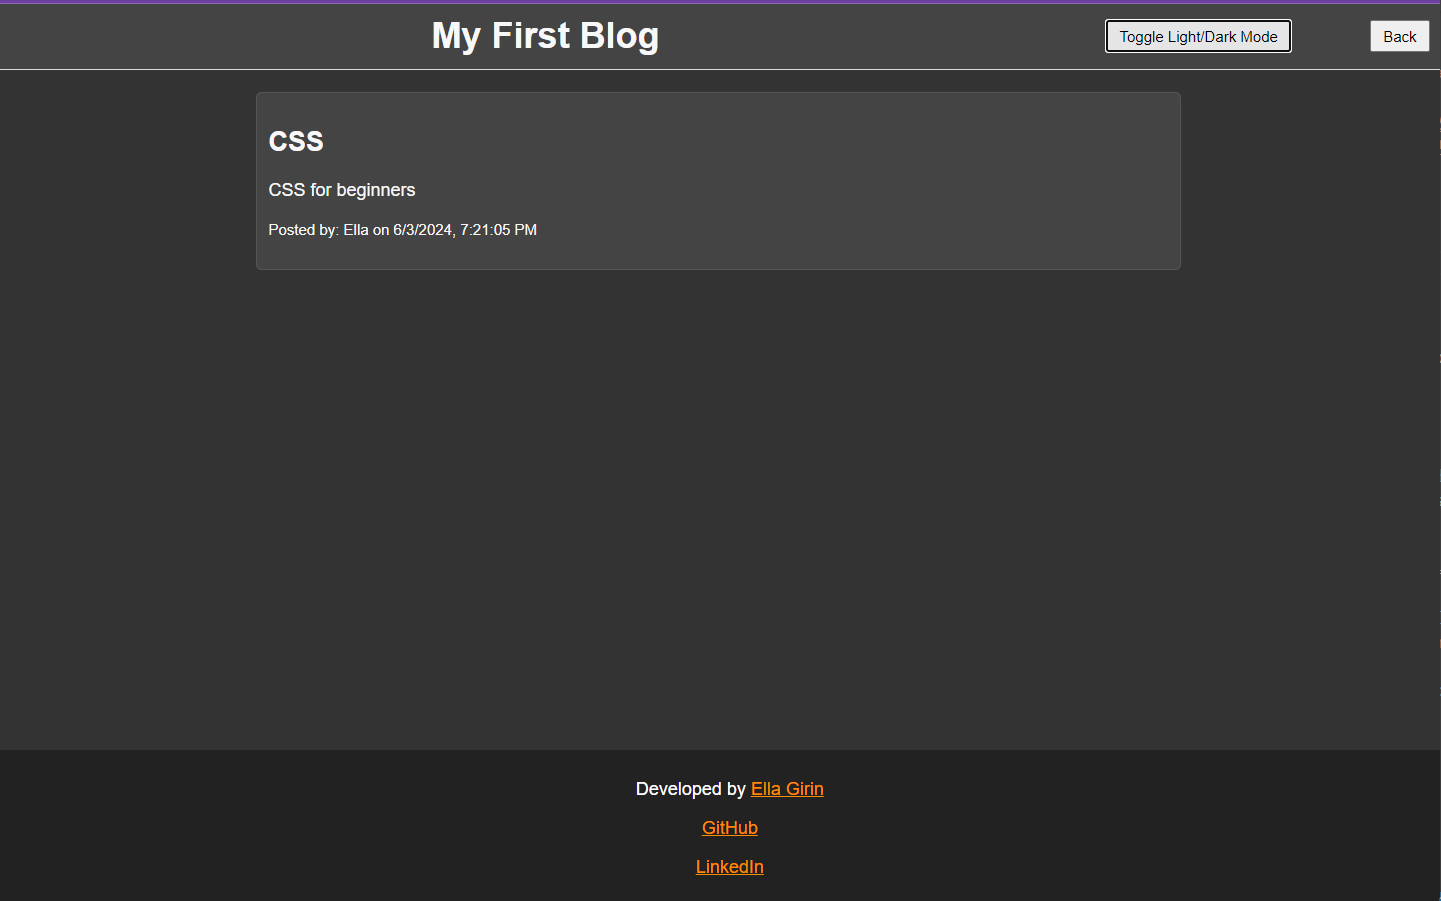 My First Blog
Toggle Light/Dark Mode
Back
CSS
CSS for beginners
Posted by: Ella on 6/3/2024, 7:21:05 PM
Developed by Ella Girin
GitHub
LinkedIn